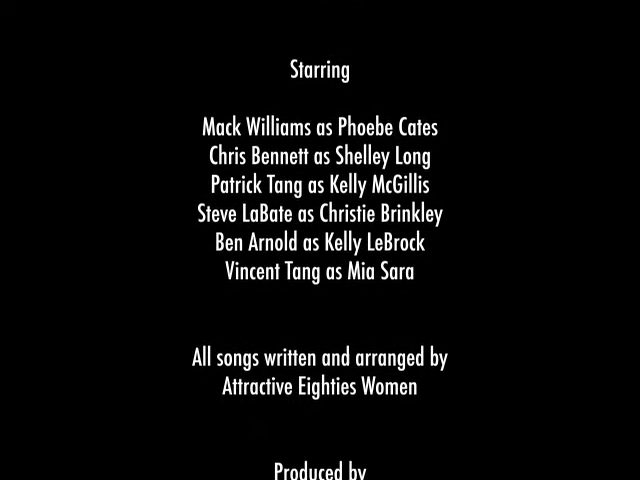 Starring
Mack Williams as Phoebe Cates
Chris Bennett as Shelley Long
Patrick Tang as Kelly McGillis
Steve LaBate as Christie Brinkley
Ben Arnold as Kelly LeBrock
Vincent Tang as Mia Sara
All songs written and arranged by
Attractive Eighties Women
Produced by